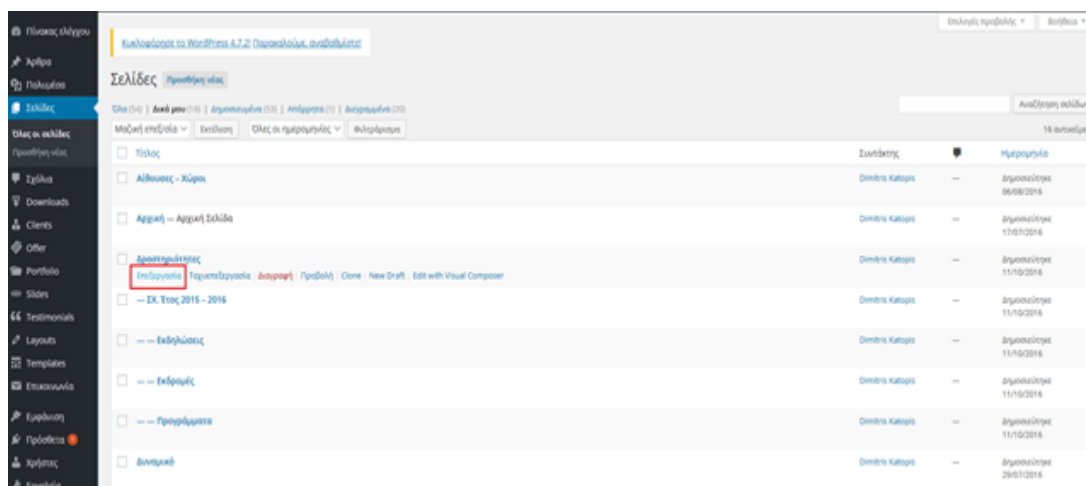 Πίνακας ελέγχου
Άρθρα
Πολυμέσα
Σελίδες
Όλες οι σελίδες
Προσθήκη νέας
Σχόλια
Downloads
Clients
Offer
Portfolio
Slides
Testimonials
Layouts
Templates
Επικοινωνία
Εμφάνιση
Πρόσθετα
Χρήστες
Εργαλεία
Επιλογές προβολής
Βοήθεια
Κυκλοφόρησε το WordPress 4.7.2! Παρακαλούμε, αναβαθμίστε!
Σελίδες Προσθήκη νέας
Όλα (54) | Δικά μου (16) | Δημοσιευμένα (53) | Απόρρητα (1) | Διεγραμμένα (20)
Αναζήτηση σελίδω
Μαζική επεξ/σία Εκτέλεση Όλες οι ημερομηνίες Φιλτράρισμα
16 αντικείμε
Τίτλος Συντάκτης Ημερομηνία
Αίθουσες – Χώροι Dimitris Katopis — Δημοσιεύτηκε
06/08/2016
Αρχική — Αρχική Σελίδα Dimitris Katopis — Δημοσιεύτηκε
17/07/2016
Δραστηριότητες Dimitris Katopis — Δημοσιεύτηκε
Επεξεργασία | Ταχυεπεξεργασία | Διαγραφή | Προβολή | Clone | New Draft | Edit with Visual Composer 11/10/2016
— ΣΧ. Έτος 2015 – 2016 Dimitris Katopis — Δημοσιεύτηκε
11/10/2016
— — Εκδηλώσεις Dimitris Katopis — Δημοσιεύτηκε
11/10/2016
— — Εκδρομές Dimitris Katopis — Δημοσιεύτηκε
11/10/2016
— — Προγράμματα Dimitris Katopis — Δημοσιεύτηκε
11/10/2016
Δυναμικό Dimitris Katopis — Δημοσιεύτηκε
29/07/2016